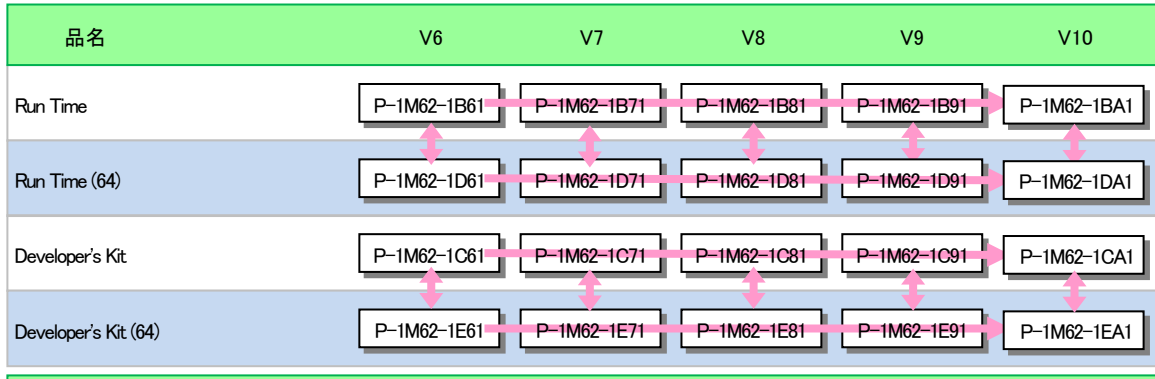 品名 V6 V7 V8 V9 V10
Run Time P-1M62-1B61 P-1M62-1B71 P-1M62-1B81 P-1M62-1B91 P-1M62-1BA1
Run Time (64) P-1M62-1D61 P-1M62-1D71 P-1M62-1D81 P-1M62-1D91 P-1M62-1DA1
Developer's Kit P-1M62-1C61 P-1M62-1C71 P-1M62-1C81 P-1M62-1C91 P-1M62-1CA1
Developer's Kit (64) P-1M62-1E61 P-1M62-1E71 P-1M62-1E81 P-1M62-1E91 P-1M62-1EA1